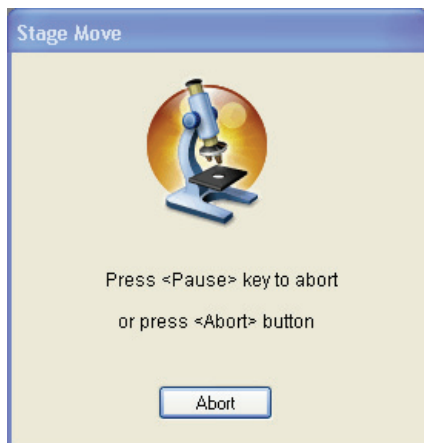 Stage Move
Press <Pause> key to abort
or press <Abort> button
Abort